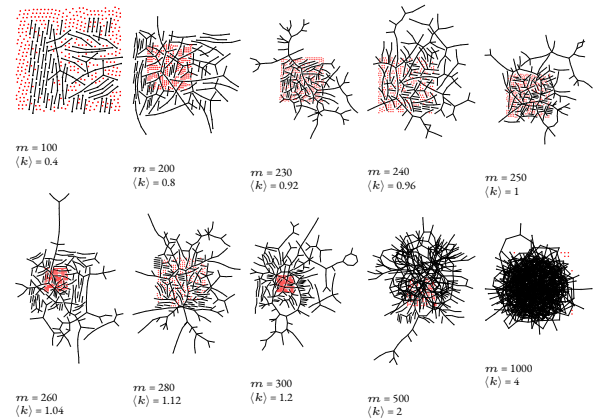 m = 100
⟨k⟩ = 0.4
m = 200
⟨k⟩ = 0.8
m = 230
⟨k⟩ = 0.92
m = 240
⟨k⟩ = 0.96
m = 250
⟨k⟩ = 1
m = 260
⟨k⟩ = 1.04
m = 280
⟨k⟩ = 1.12
m = 300
⟨k⟩ = 1.2
m = 500
⟨k⟩ = 2
m = 1000
⟨k⟩ = 4